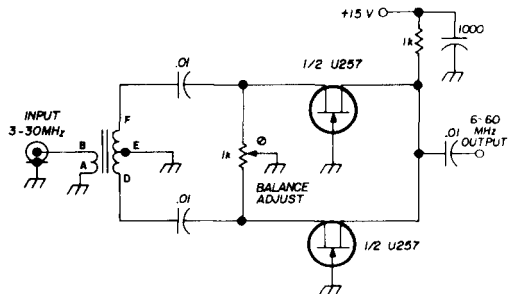 +15 V
1000
1k
.01
1/2 U257
INPUT
3-30MHz
B
A
F
E
D
1k
⌀
BALANCE
ADJUST
.01
6-60
MHz
OUTPUT
.01
1/2 U257